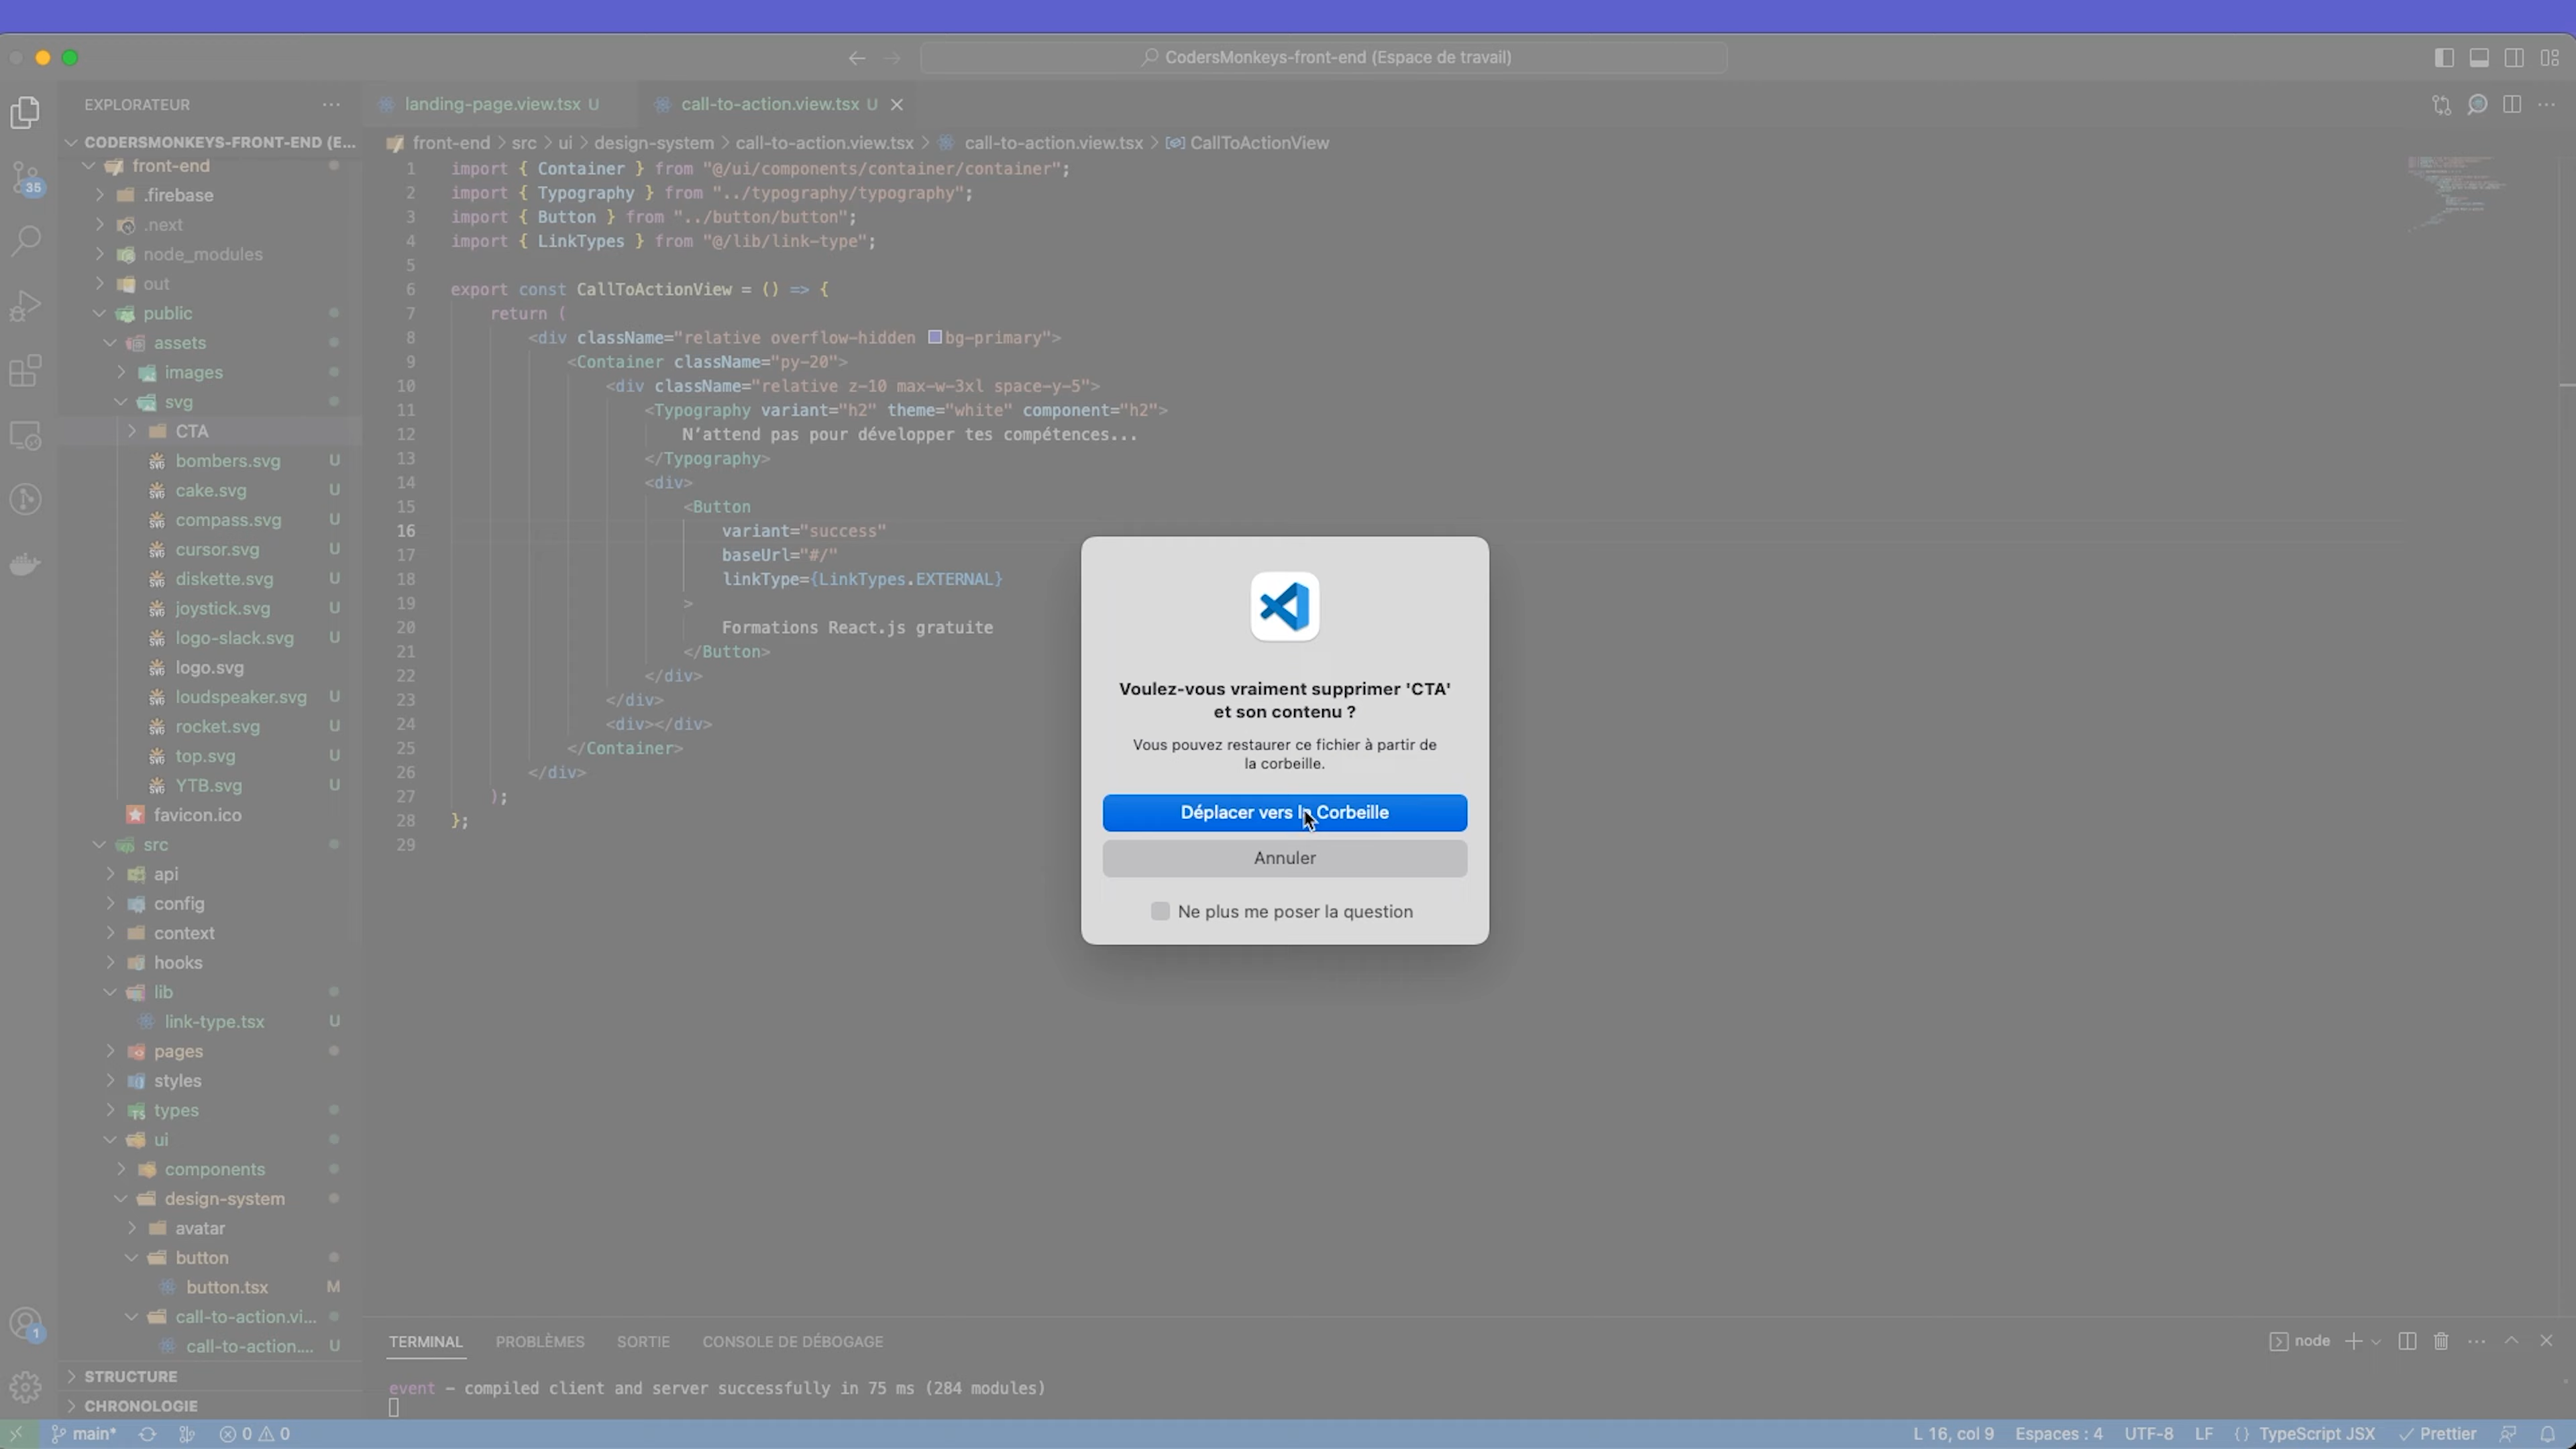 CodersMonkeys-front-end (Espace de travail)
EXPLORATEUR
landing-page.view.tsx U
call-to-action.view.tsx U
CODERSMONKEYS-FRONT-END (E...
front-end > src > ui > design-system > call-to-action.view.tsx > call-to-action.view.tsx > CallToActionView
front-end
.firebase
.next
node_modules
out
public
assets
images
svg
CTA
bombers.svg U
cake.svg U
compass.svg U
cursor.svg U
diskette.svg U
joystick.svg U
logo-slack.svg U
logo.svg
loudspeaker.svg U
rocket.svg U
top.svg U
YTB.svg U
favicon.ico
src
api
config
context
hooks
lib
link-type.tsx U
pages
styles
types
ui
components
design-system
avatar
button
button.tsx M
call-to-action.vi...
call-to-action.... U
STRUCTURE
CHRONOLOGIE
35
1
1 import { Container } from "@/ui/components/container/container";
2 import { Typography } from "../typography/typography";
3 import { Button } from "../button/button";
4 import { LinkTypes } from "@/lib/link-type";
5
6 export const CallToActionView = () => {
7 return (
8 <div className="relative overflow-hidden bg-primary">
9 <Container className="py-20">
10 <div className="relative z-10 max-w-3xl space-y-5">
11 <Typography variant="h2" theme="white" component="h2">
12 N’attend pas pour développer tes compétences...
13 </Typography>
14 <div>
15 <Button
16 variant="success"
17 baseUrl="#/"
18 linkType={LinkTypes.EXTERNAL}
19 >
20 Formations React.js gratuite
21 </Button>
22 </div>
23 </div>
24 <div></div>
25 </Container>
26 </div>
27 );
28 };
29
Voulez-vous vraiment supprimer 'CTA'
et son contenu ?
Vous pouvez restaurer ce fichier à partir de
la corbeille.
Déplacer vers la Corbeille
Annuler
Ne plus me poser la question
TERMINAL PROBLÈMES SORTIE CONSOLE DE DÉBOGAGE
node
event - compiled client and server successfully in 75 ms (284 modules)
main* 0 0
L 16, col 9 Espaces : 4 UTF-8 LF {} TypeScript JSX Prettier